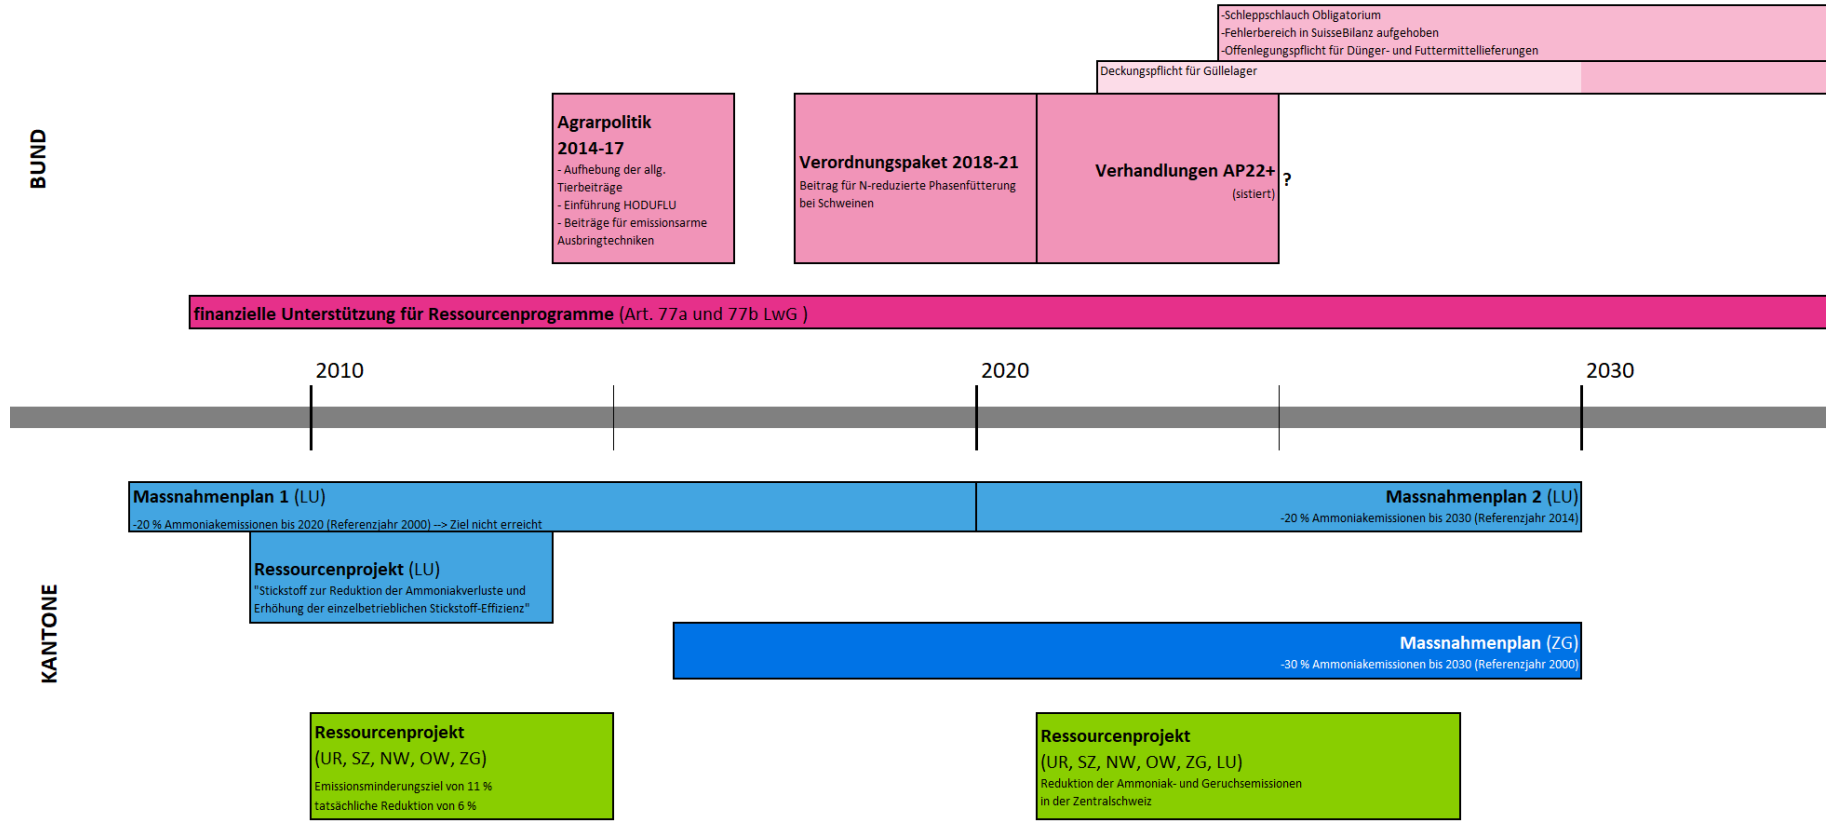 -Schleppschlauch Obligatorium
-Fehlerbereich in SuisseBilanz aufgehoben
-Offenlegungspflicht für Dünger- und Futtermittellieferungen
Deckungspflicht für Güllelager
BUND
Agrarpolitik
2014-17
- Aufhebung der allg.
Tierbeiträge
- Einführung HODUFLU
- Beiträge für emissionsarme
Ausbringtechniken
Verordnungspaket 2018-21
Beitrag für N-reduzierte Phasenfütterung
bei Schweinen
Verhandlungen AP22+
(sistiert)
?
finanzielle Unterstützung für Ressourcenprogramme (Art. 77a und 77b LwG )
2010
2020
2030
KANTONE
Massnahmenplan 1 (LU)
-20 % Ammoniakemissionen bis 2020 (Referenzjahr 2000) --> Ziel nicht erreicht
Massnahmenplan 2 (LU)
-20 % Ammoniakemissionen bis 2030 (Referenzjahr 2014)
Ressourcenprojekt (LU)
"Stickstoff zur Reduktion der Ammoniakverluste und
Erhöhung der einzelbetrieblichen Stickstoff-Effizienz"
Massnahmenplan (ZG)
-30 % Ammoniakemissionen bis 2030 (Referenzjahr 2000)
Ressourcenprojekt
(UR, SZ, NW, OW, ZG)
Emissionsminderungsziel von 11 %
tatsächliche Reduktion von 6 %
Ressourcenprojekt
(UR, SZ, NW, OW, ZG, LU)
Reduktion der Ammoniak- und Geruchsemissionen
in der Zentralschweiz